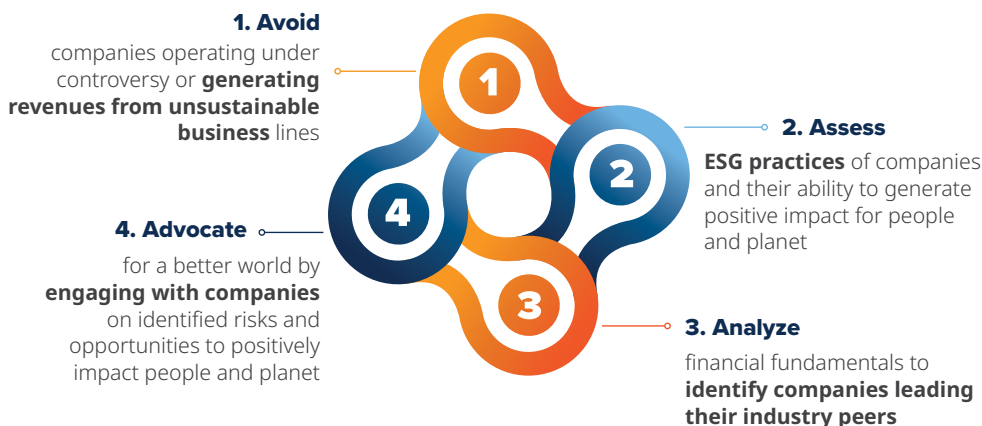 1. Avoid
companies operating under
controversy or generating
revenues from unsustainable
business lines
1
2. Assess
ESG practices of companies
and their ability to generate
positive impact for people
and planet
2
3. Analyze
financial fundamentals to
identify companies leading
their industry peers
3
4. Advocate
for a better world by
engaging with companies
on identified risks and
opportunities to positively
impact people and planet
4